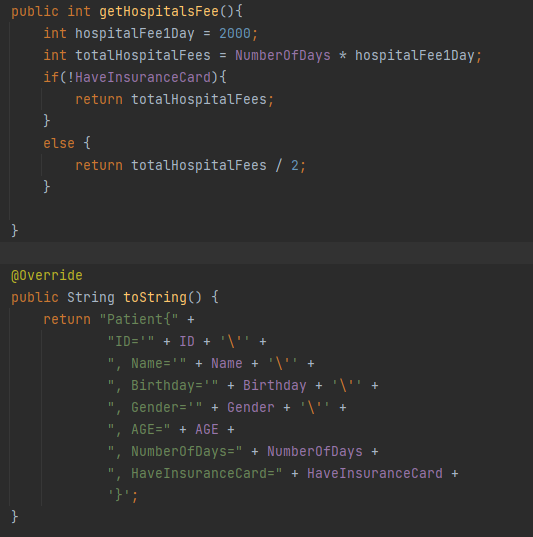 public int getHospitalsFee(){
    int hospitalFee1Day = 2000;
    int totalHospitalFees = NumberOfDays * hospitalFee1Day;
    if(!HaveInsuranceCard){
        return totalHospitalFees;
    }
    else {
        return totalHospitalFees / 2;
    }
}
@Override
public String toString() {
    return "Patient{" +
            "ID='" + ID + '\'' +
            ", Name='" + Name + '\'' +
            ", Birthday='" + Birthday + '\'' +
            ", Gender='" + Gender + '\'' +
            ", AGE=" + AGE +
            ", NumberOfDays=" + NumberOfDays +
            ", HaveInsuranceCard=" + HaveInsuranceCard +
            '}';
}